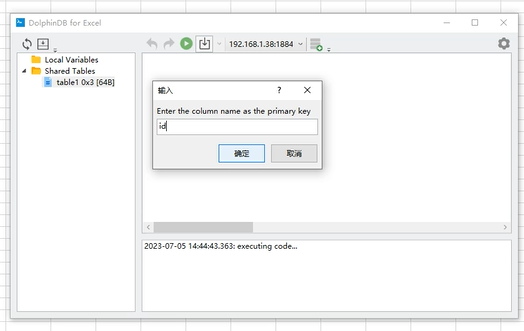 DolphinDB for Excel
192.168.1.38:1884
Local Variables
Shared Tables
table1 0x3 [64B]
输入
Enter the column name as the primary key
id
确定
取消
2023-07-05 14:44:43.363: executing code...